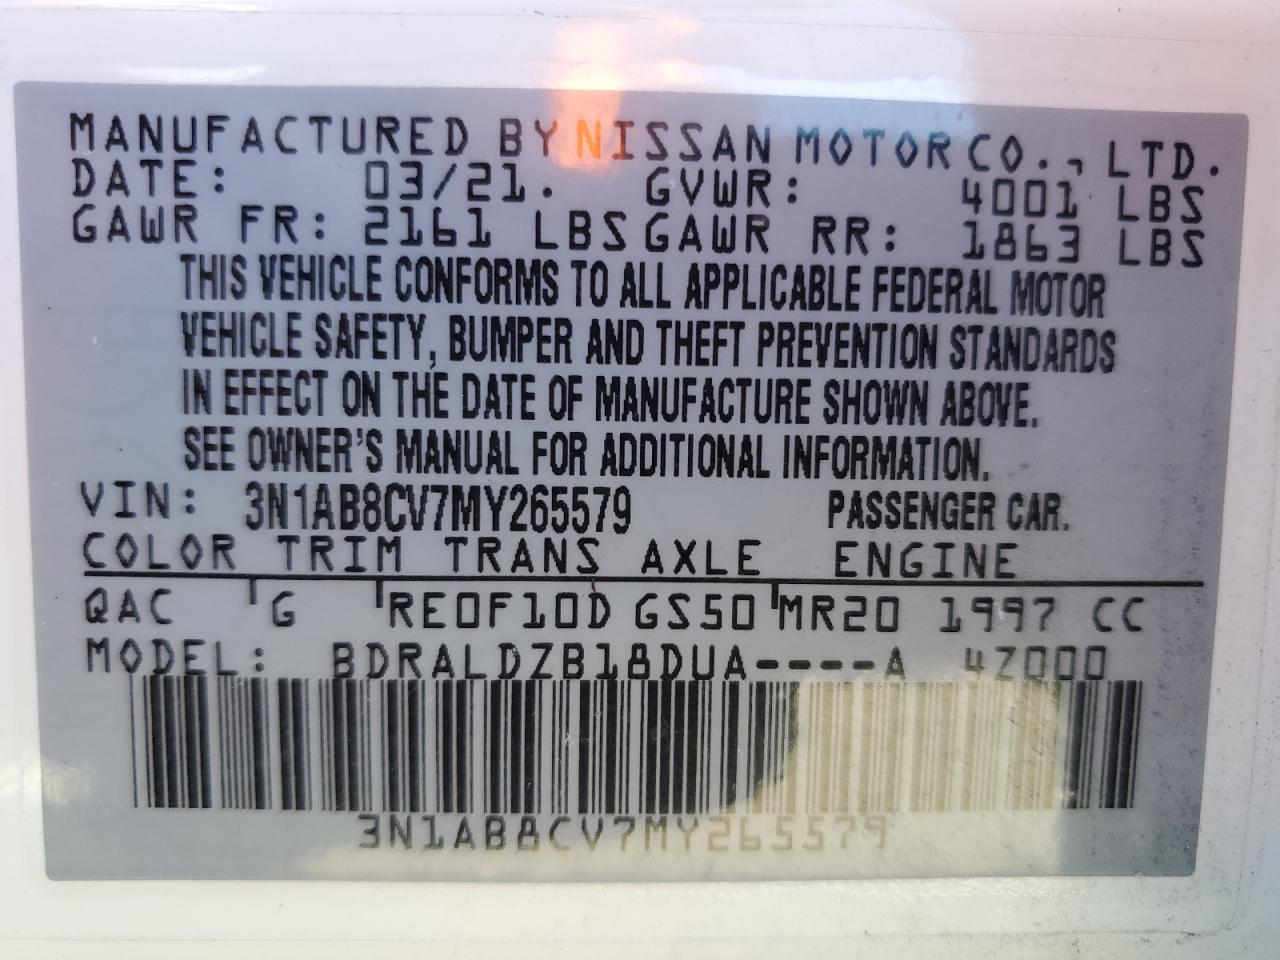 MANUFACTURED BY NISSAN MOTOR CO., LTD.
DATE: 03/21. GVWR: 4001 LBS
GAWR FR: 2161 LBS GAWR RR: 1863 LBS
THIS VEHICLE CONFORMS TO ALL APPLICABLE FEDERAL MOTOR
VEHICLE SAFETY, BUMPER AND THEFT PREVENTION STANDARDS
IN EFFECT ON THE DATE OF MANUFACTURE SHOWN ABOVE.
SEE OWNER'S MANUAL FOR ADDITIONAL INFORMATION.
VIN: 3N1AB8CV7MY265579 PASSENGER CAR.
COLOR TRIM TRANS AXLE ENGINE
QAC G RE0F10D GS50 MR20 1997 CC
MODEL: BDRALDZB18DUA----A 4Z000
3N1AB8CV7MY265579